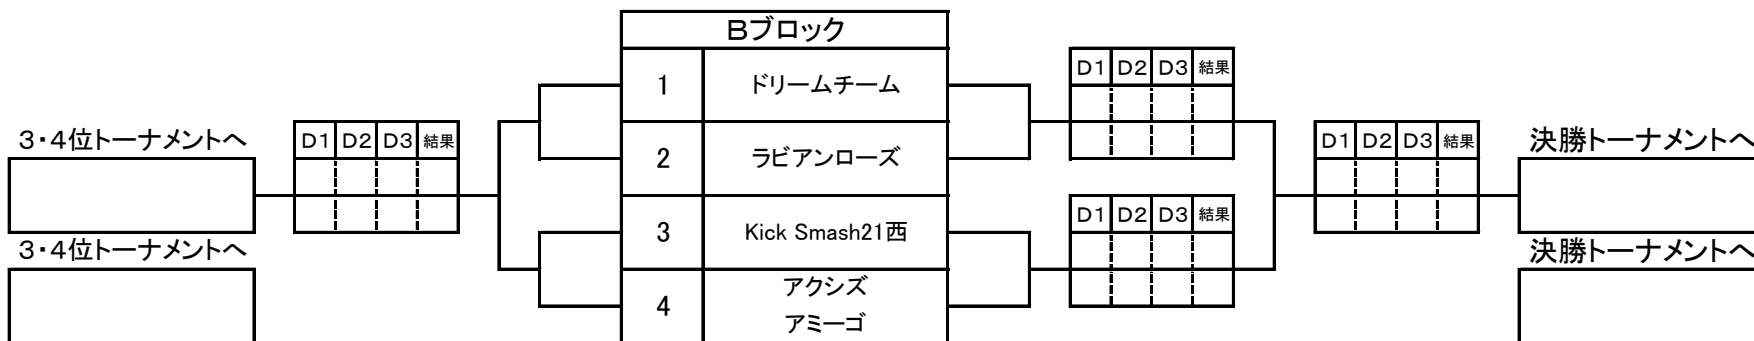 Bブロック
1 ドリームチーム
2 ラビアンローズ
3 Kick Smash21西
4 アクシズ
アミーゴ
3・4位トーナメントへ
D1 D2 D3 結果
3・4位トーナメントへ
D1 D2 D3 結果
D1 D2 D3 結果
D1 D2 D3 結果
決勝トーナメントへ
決勝トーナメントへ